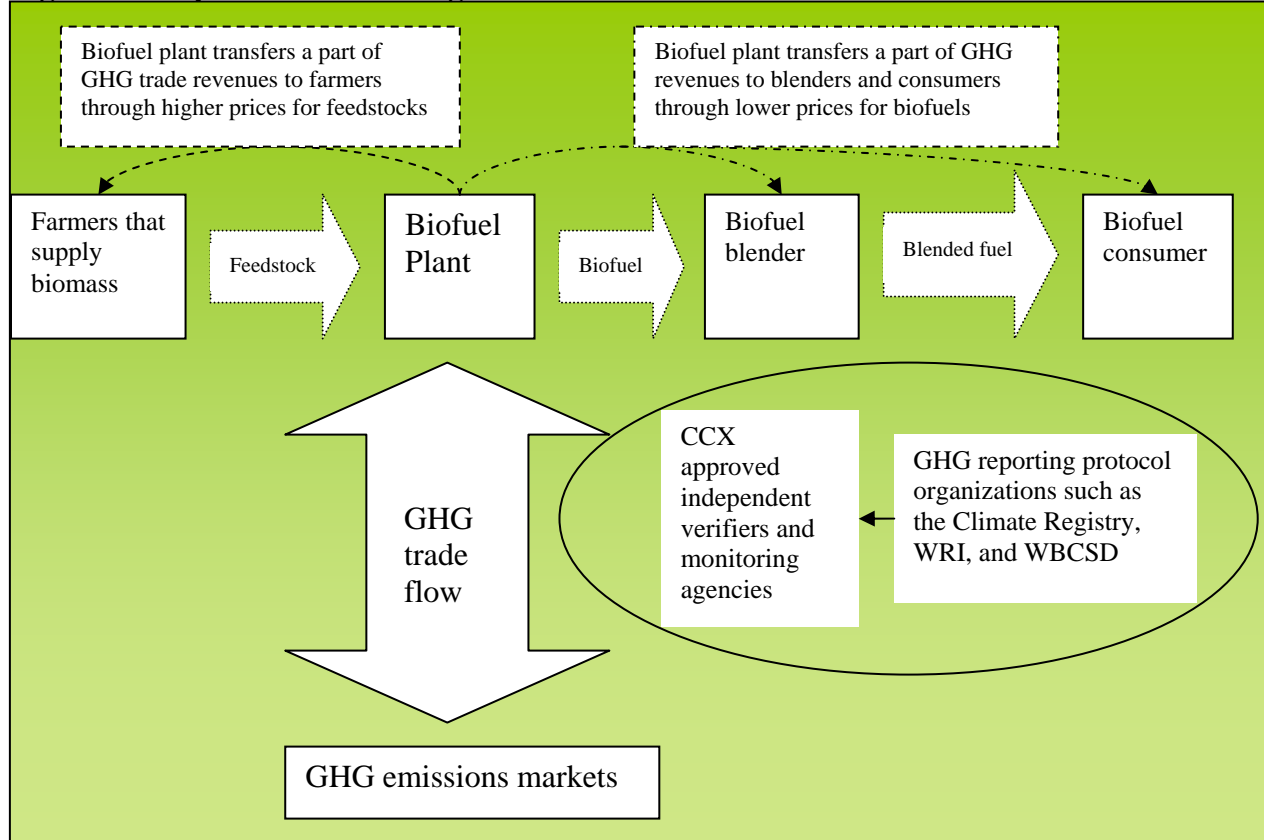 Biofuel plant transfers a part of
GHG trade revenues to farmers
through higher prices for feedstocks
Biofuel plant transfers a part of GHG
revenues to blenders and consumers
through lower prices for biofuels
Farmers that
supply
biomass
Feedstock
Biofuel
Plant
Biofuel
Biofuel
blender
Blended fuel
Biofuel
consumer
GHG
trade
flow
CCX
approved
independent
verifiers and
monitoring
agencies
GHG reporting protocol
organizations such as
the Climate Registry,
WRI, and WBCSD
GHG emissions markets